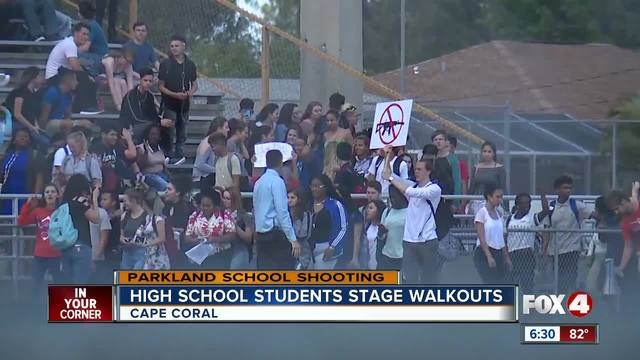 PARKLAND SCHOOL SHOOTING
IN YOUR
CORNER
HIGH SCHOOL STUDENTS STAGE WALKOUTS
CAPE CORAL
FOX 4
6:30 82°